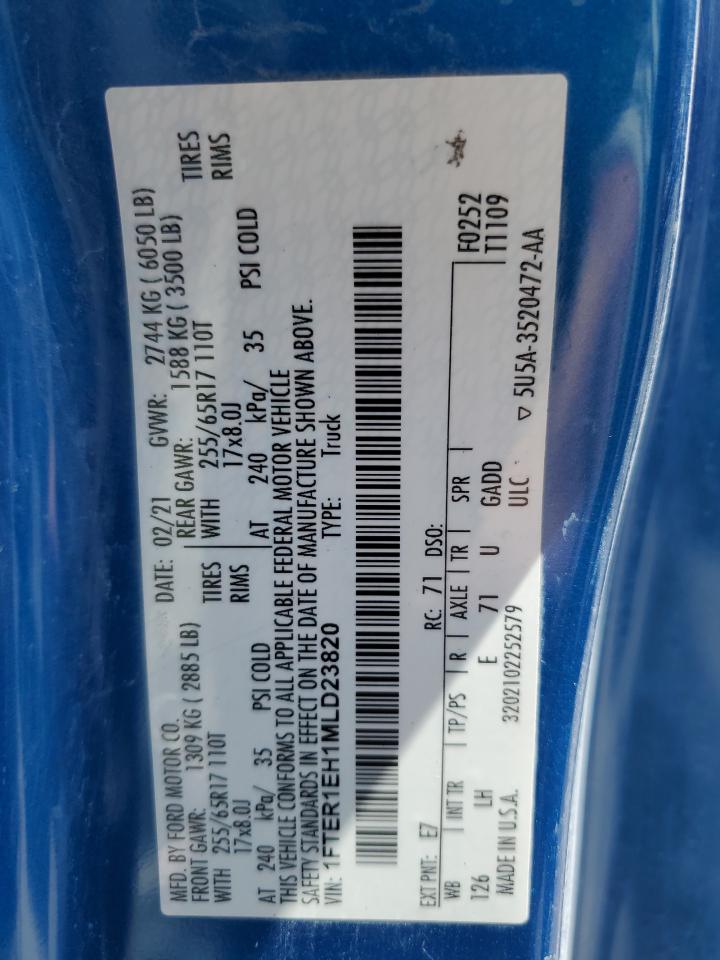 MFD. BY FORD MOTOR CO.
DATE: 02/21 GVWR: 2744 KG ( 6050 LB)
FRONT GAWR: 1309 KG ( 2885 LB) REAR GAWR: 1588 KG ( 3500 LB)
WITH 255/65R17 110T TIRES WITH 255/65R17 110T TIRES
17x8.0J RIMS 17x8.0J RIMS
AT 240 kPa/ 35 PSI COLD AT 240 kPa/ 35 PSI COLD
THIS VEHICLE CONFORMS TO ALL APPLICABLE FEDERAL MOTOR VEHICLE
SAFETY STANDARDS IN EFFECT ON THE DATE OF MANUFACTURE SHOWN ABOVE.
VIN: 1FTER1EH1MLD23820 TYPE: Truck
EXT PNT: E7 RC: 71 DSO:
WB INT TR TP/PS R AXLE TR SPR F0252
126 LH E 71 U GADD T1109
ULC
MADE IN U.S.A. 3202102252579 ▽ 5U5A-3520472-AA